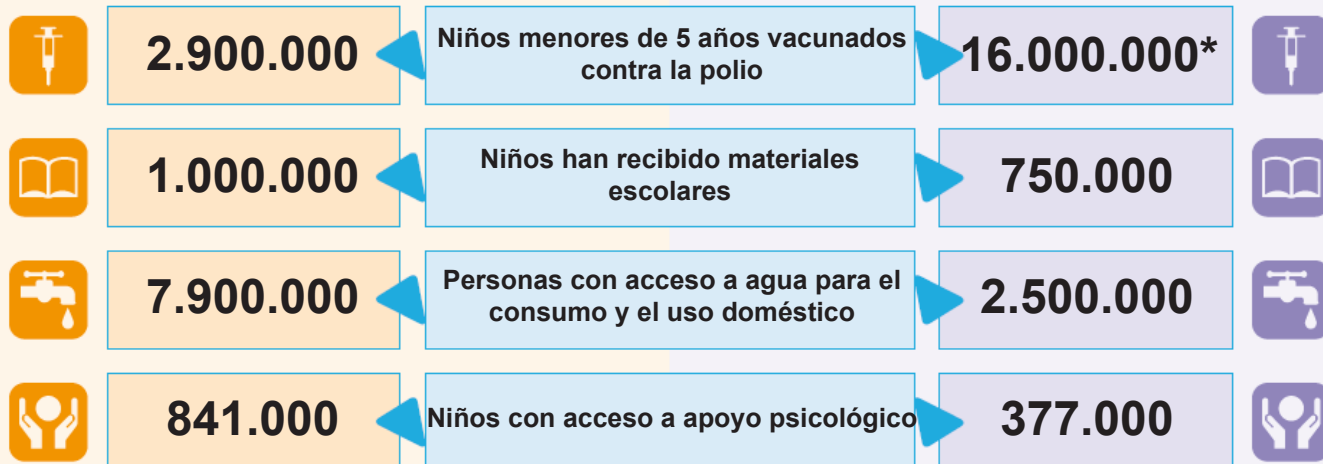 2.900.000
Niños menores de 5 años vacunados
contra la polio
16.000.000*
1.000.000
Niños han recibido materiales
escolares
750.000
7.900.000
Personas con acceso a agua para el
consumo y el uso doméstico
2.500.000
841.000
Niños con acceso a apoyo psicológico
377.000